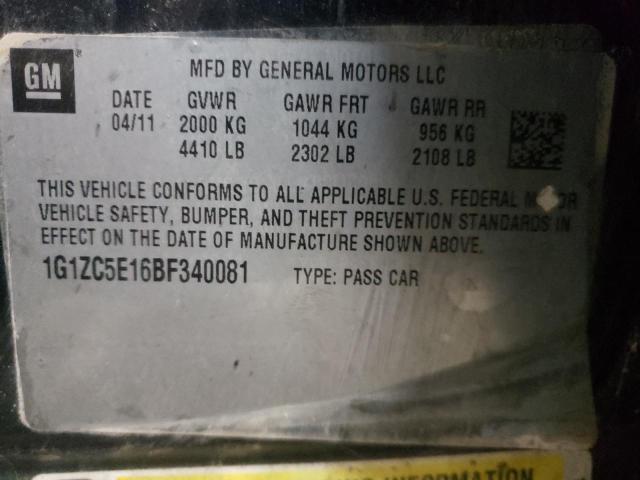 GM
MFD BY GENERAL MOTORS LLC
DATE GVWR GAWR FRT GAWR RR
04/11 2000 KG 1044 KG 956 KG
4410 LB 2302 LB 2108 LB
THIS VEHICLE CONFORMS TO ALL APPLICABLE U.S. FEDERAL
VEHICLE SAFETY, BUMPER, AND THEFT PREVENTION STANDARDS IN
EFFECT ON THE DATE OF MANUFACTURE SHOWN ABOVE.
1G1ZC5E16BF340081 TYPE: PASS CAR
INFORMATION